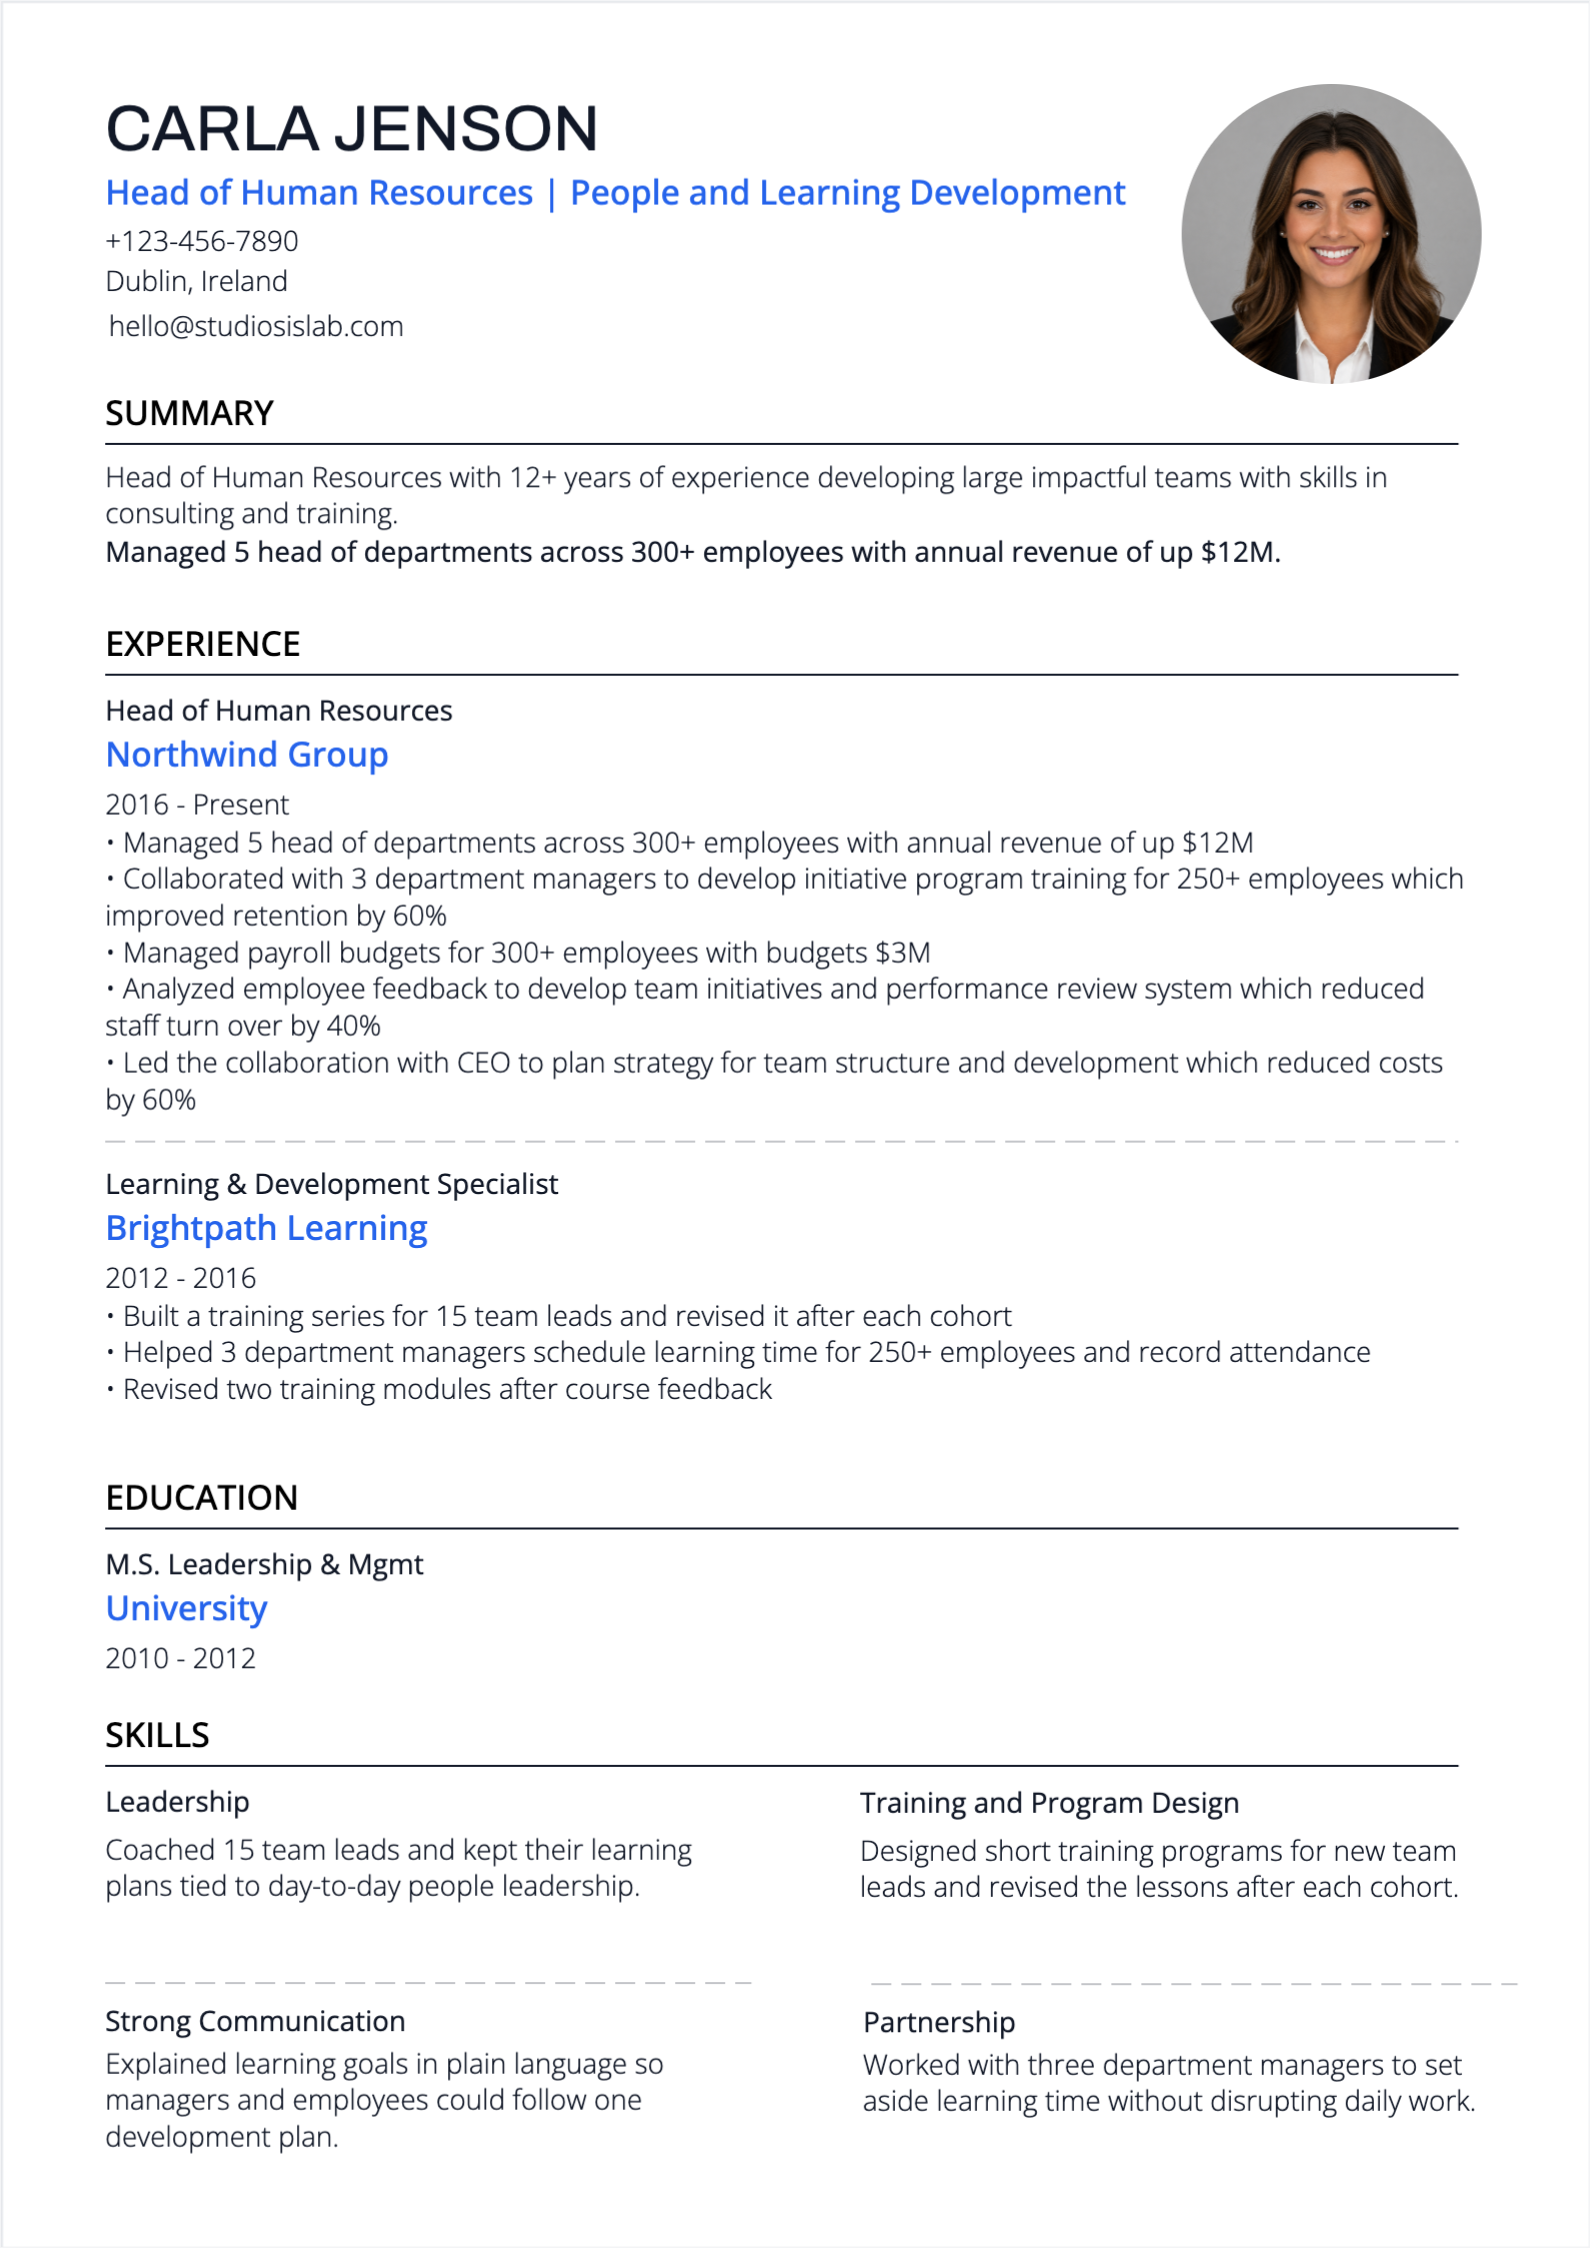 CARLA JENSON
Head of Human Resources | People and Learning Development
+123-456-7890
Dublin, Ireland
hello@studiosislab.com
SUMMARY
Head of Human Resources with 12+ years of experience developing large impactful teams with skills in
consulting and training.
Managed 5 head of departments across 300+ employees with annual revenue of up $12M.
EXPERIENCE
Head of Human Resources
Northwind Group
2016 - Present
• Managed 5 head of departments across 300+ employees with annual revenue of up $12M
• Collaborated with 3 department managers to develop initiative program training for 250+ employees which
improved retention by 60%
• Managed payroll budgets for 300+ employees with budgets $3M
• Analyzed employee feedback to develop team initiatives and performance review system which reduced
staff turn over by 40%
• Led the collaboration with CEO to plan strategy for team structure and development which reduced costs
by 60%
Learning & Development Specialist
Brightpath Learning
2012 - 2016
• Built a training series for 15 team leads and revised it after each cohort
• Helped 3 department managers schedule learning time for 250+ employees and record attendance
• Revised two training modules after course feedback
EDUCATION
M.S. Leadership & Mgmt
University
2010 - 2012
SKILLS
Leadership
Coached 15 team leads and kept their learning
plans tied to day-to-day people leadership.
Training and Program Design
Designed short training programs for new team
leads and revised the lessons after each cohort.
Strong Communication
Explained learning goals in plain language so
managers and employees could follow one
development plan.
Partnership
Worked with three department managers to set
aside learning time without disrupting daily work.